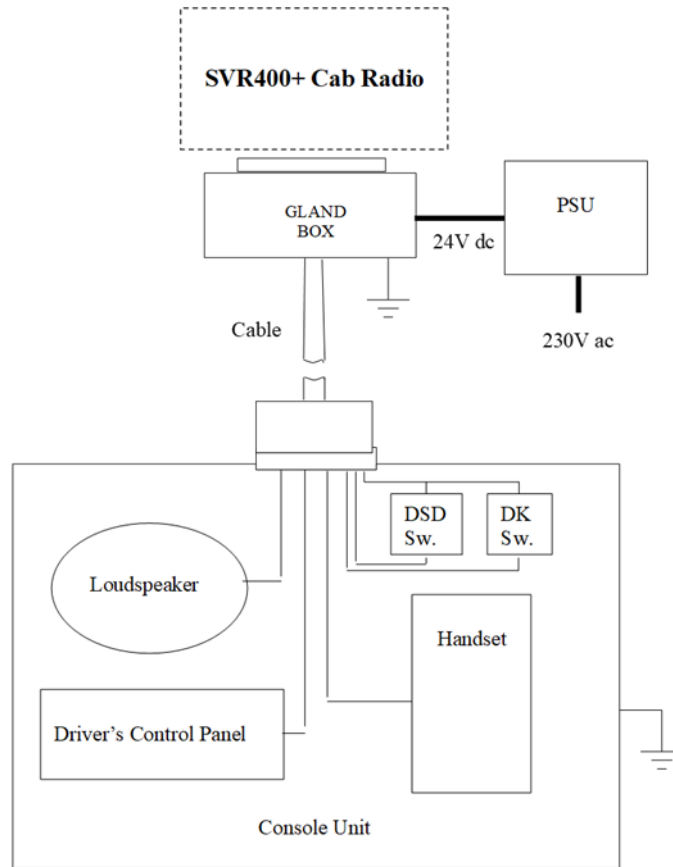 SVR400+ Cab Radio
GLAND
BOX
PSU
24V dc
230V ac
Cable
DSD
Sw.
DK
Sw.
Loudspeaker
Handset
Driver's Control Panel
Console Unit